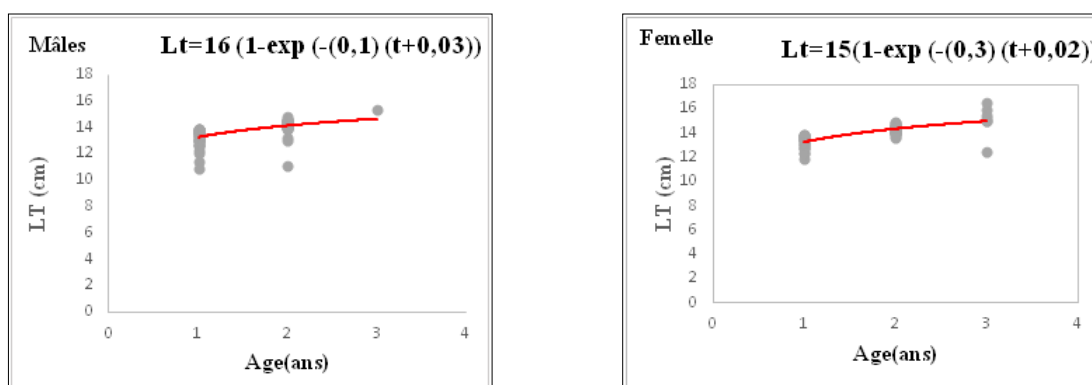 Mâles
Lt=16 (1-exp (-(0,1) (t+0,03))
18
16
14
12
10
8
6
4
2
0
LT (cm)
0 1 2 3 4
Age(ans)
Femelle
Lt=15(1-exp (-(0,3) (t+0,02))
18
16
14
12
10
8
6
4
2
0
LT (cm)
0 1 2 3 4
Age(ans)